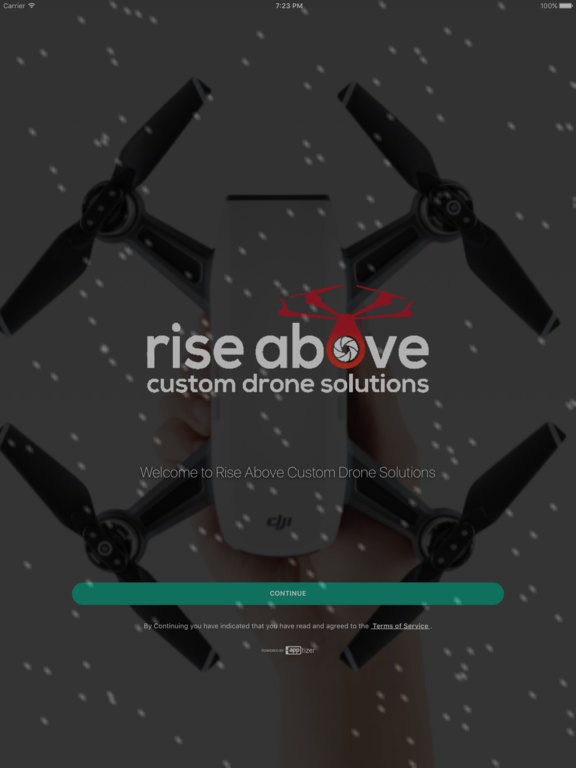 Carrier 7:23 PM 100%
rise above
custom drone solutions
Welcome to Rise Above Custom Drone Solutions
dji
CONTINUE
By Continuing you have indicated that you have read and agreed to the Terms of Service .
POWERED BY apptizer